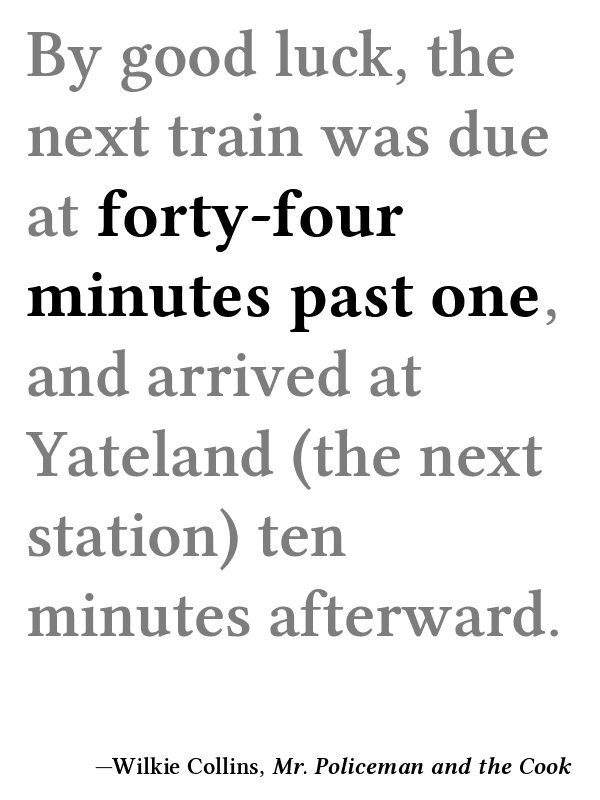 By good luck, the
next train was due
at forty-four
minutes past one,
and arrived at
Yateland (the next
station) ten
minutes afterward.
—Wilkie Collins, Mr. Policeman and the Cook